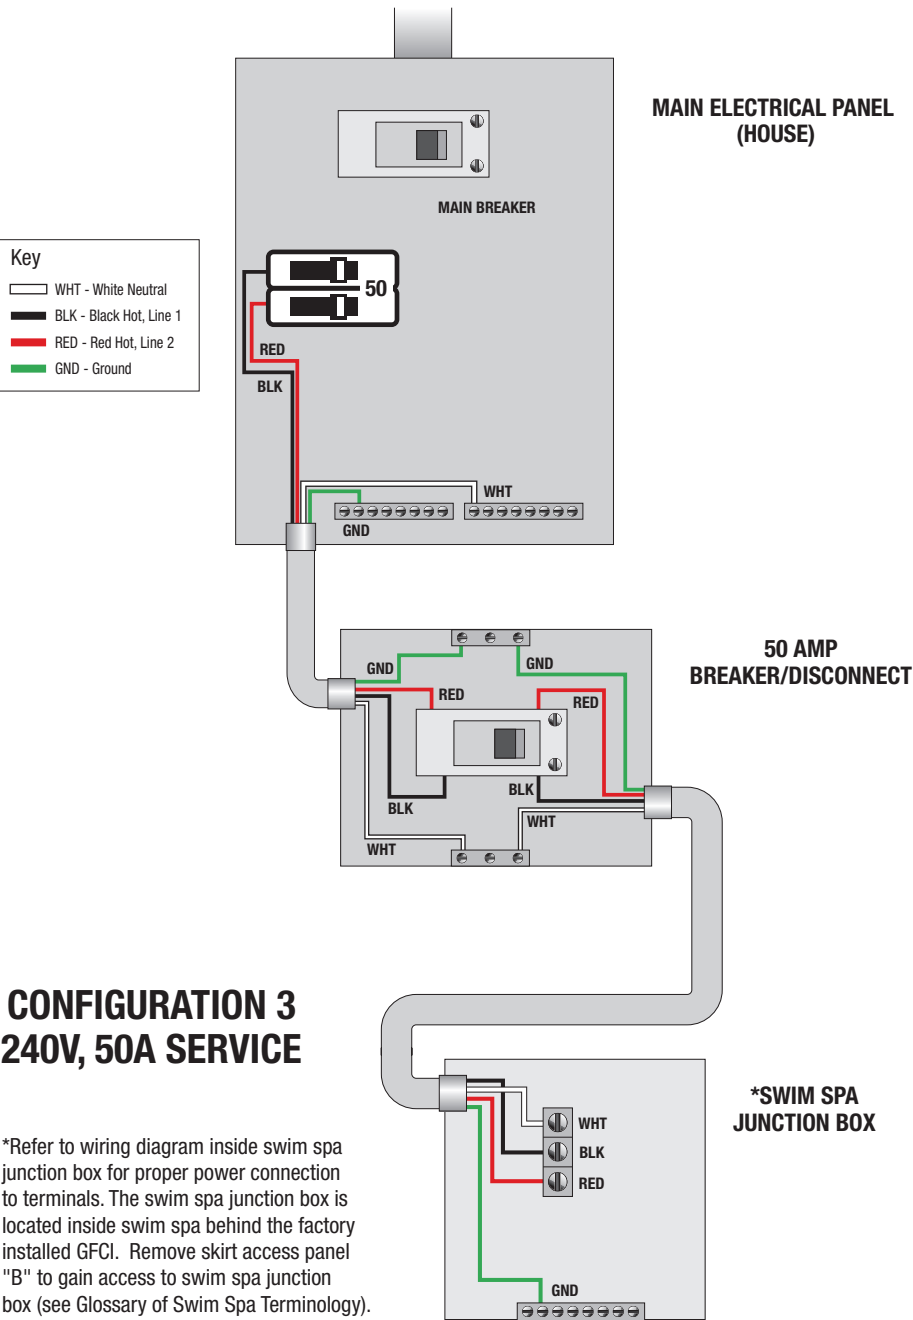 MAIN ELECTRICAL PANEL
(HOUSE)
MAIN BREAKER
Key
WHT - White Neutral
BLK - Black Hot, Line 1
RED - Red Hot, Line 2
GND - Ground
50
RED
BLK
WHT
GND
50 AMP
BREAKER/DISCONNECT
GND
GND
RED
RED
BLK
BLK
WHT
WHT
CONFIGURATION 3
240V, 50A SERVICE
*SWIM SPA
JUNCTION BOX
WHT
BLK
RED
GND
*Refer to wiring diagram inside swim spa
junction box for proper power connection
to terminals. The swim spa junction box is
located inside swim spa behind the factory
installed GFCI.  Remove skirt access panel
"B" to gain access to swim spa junction
box (see Glossary of Swim Spa Terminology).